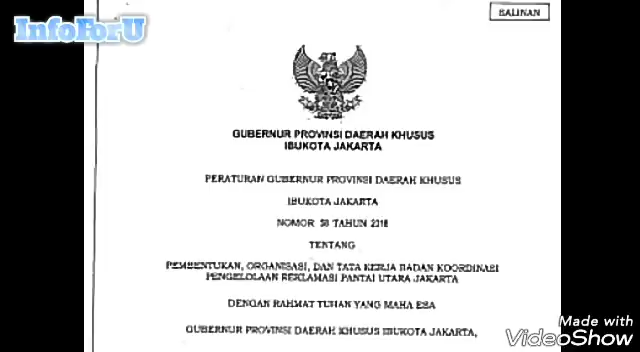 InfoForU
SALINAN
GUBERNUR PROVINSI DAERAH KHUSUS
IBUKOTA JAKARTA
PERATURAN GUBERNUR PROVINSI DAERAH KHUSUS
IBUKOTA JAKARTA
NOMOR 58 TAHUN 2018
TENTANG
PEMBENTUKAN, ORGANISASI, DAN TATA KERJA BADAN KOORDINASI
PENGELOLAAN REKLAMASI PANTAI UTARA JAKARTA
DENGAN RAHMAT TUHAN YANG MAHA ESA
GUBERNUR PROVINSI DAERAH KHUSUS IBUKOTA JAKARTA,
Made with
VideoShow